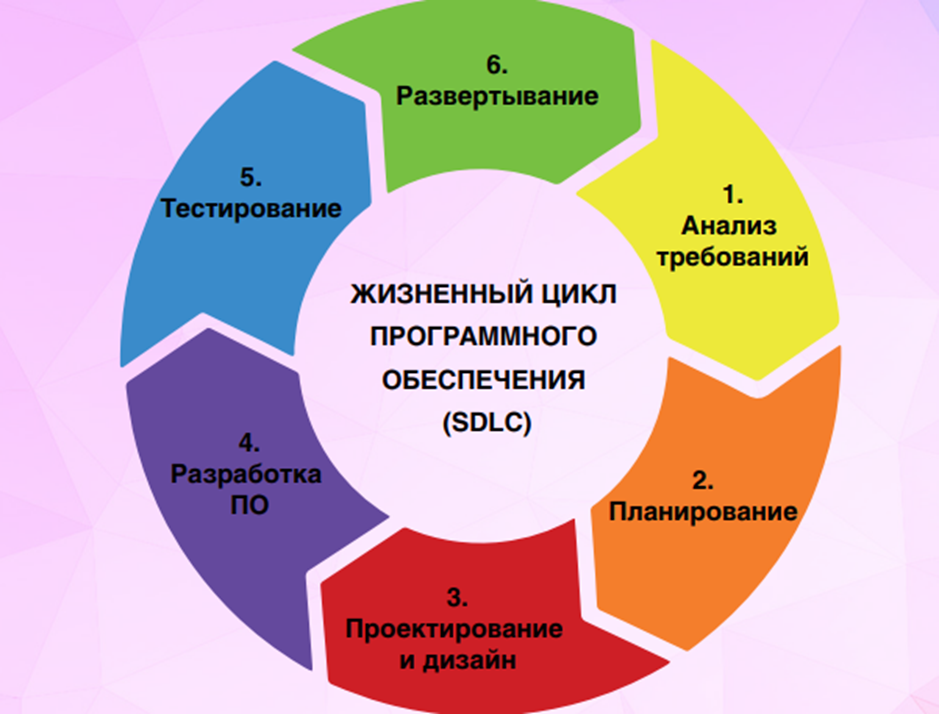 ЖИЗНЕННЫЙ ЦИКЛ
ПРОГРАММНОГО
ОБЕСПЕЧЕНИЯ
(SDLC)
1.
Анализ
требований
2.
Планирование
3.
Проектирование
и дизайн
4.
Разработка
ПО
5.
Тестирование
6.
Развертывание